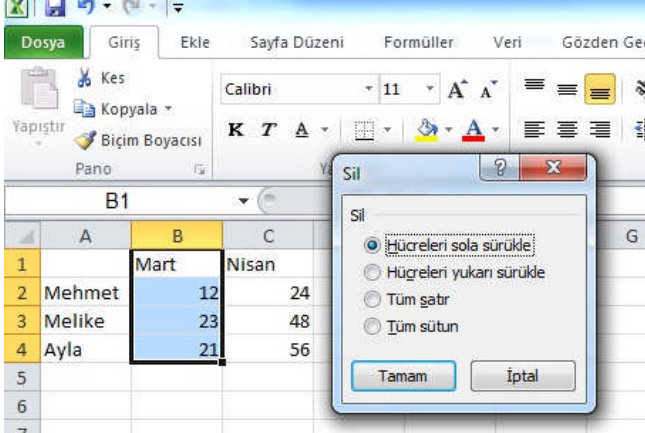 Dosya Giriş Ekle Sayfa Düzeni Formüller Veri Gözden Ge
Kes
Kopyala
Yapıştır
Biçim Boyacısı
Pano
Calibri 11 A A
K T A A
B1
A B C G
1 Mart Nisan
2 Mehmet 12 24
3 Melike 23 48
4 Ayla 21 56
5
6
Sil
Sil
Hücreleri sola sürükle
Hücreleri yukarı sürükle
Tüm satır
Tüm sütun
Tamam İptal